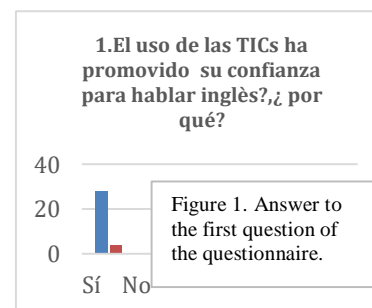 1.El uso de las TICs ha
promovido  su confianza
para hablar inglès?,¿ por
qué?
40
20
0
Sí No
Figure 1. Answer to
the first question of
the questionnaire.